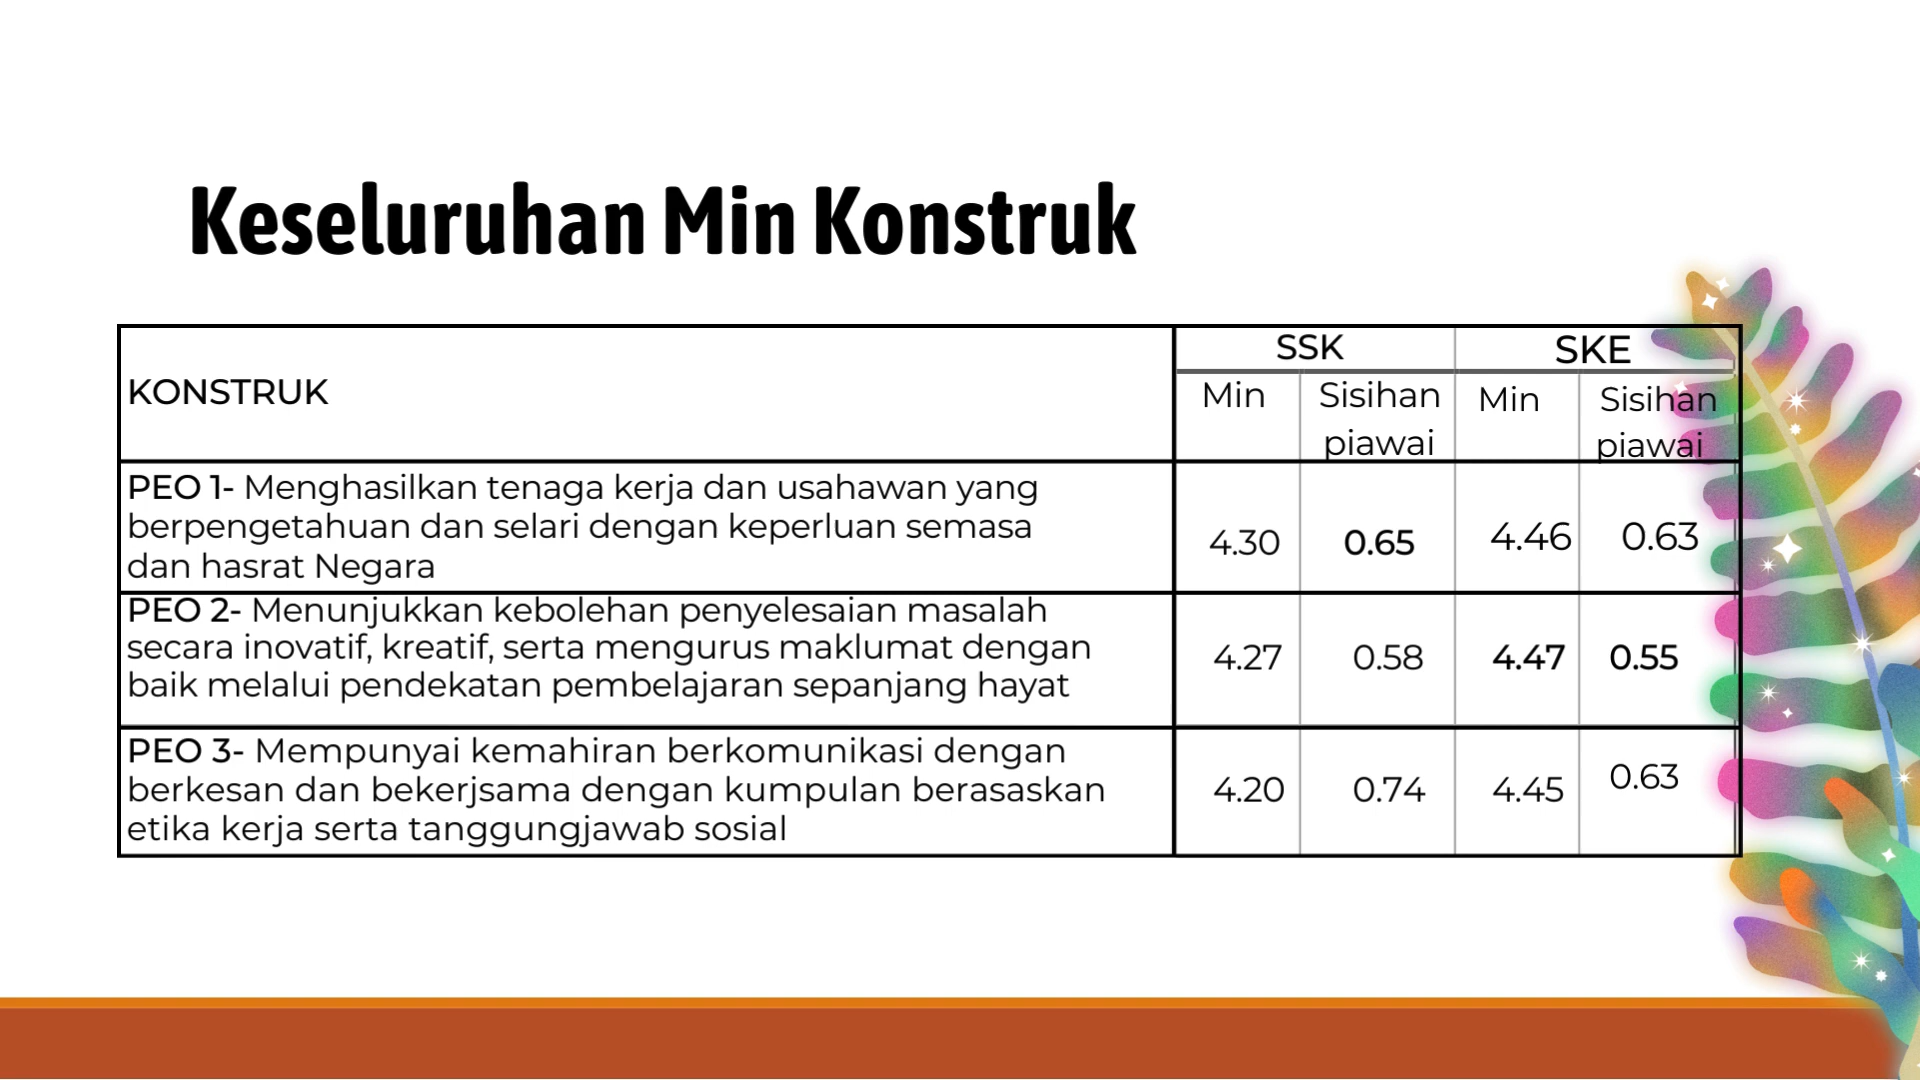 Keseluruhan Min Konstruk
KONSTRUK
SSK
SKE
Min
Sisihan
piawai
Min
Sisihan
piawai
PEO 1- Menghasilkan tenaga kerja dan usahawan yang
berpengetahuan dan selari dengan keperluan semasa
dan hasrat Negara
4.30
0.65
4.46
0.63
PEO 2- Menunjukkan kebolehan penyelesaian masalah
secara inovatif, kreatif, serta mengurus maklumat dengan
baik melalui pendekatan pembelajaran sepanjang hayat
4.27
0.58
4.47
0.55
PEO 3- Mempunyai kemahiran berkomunikasi dengan
berkesan dan bekerjsama dengan kumpulan berasaskan
etika kerja serta tanggungjawab sosial
4.20
0.74
4.45
0.63